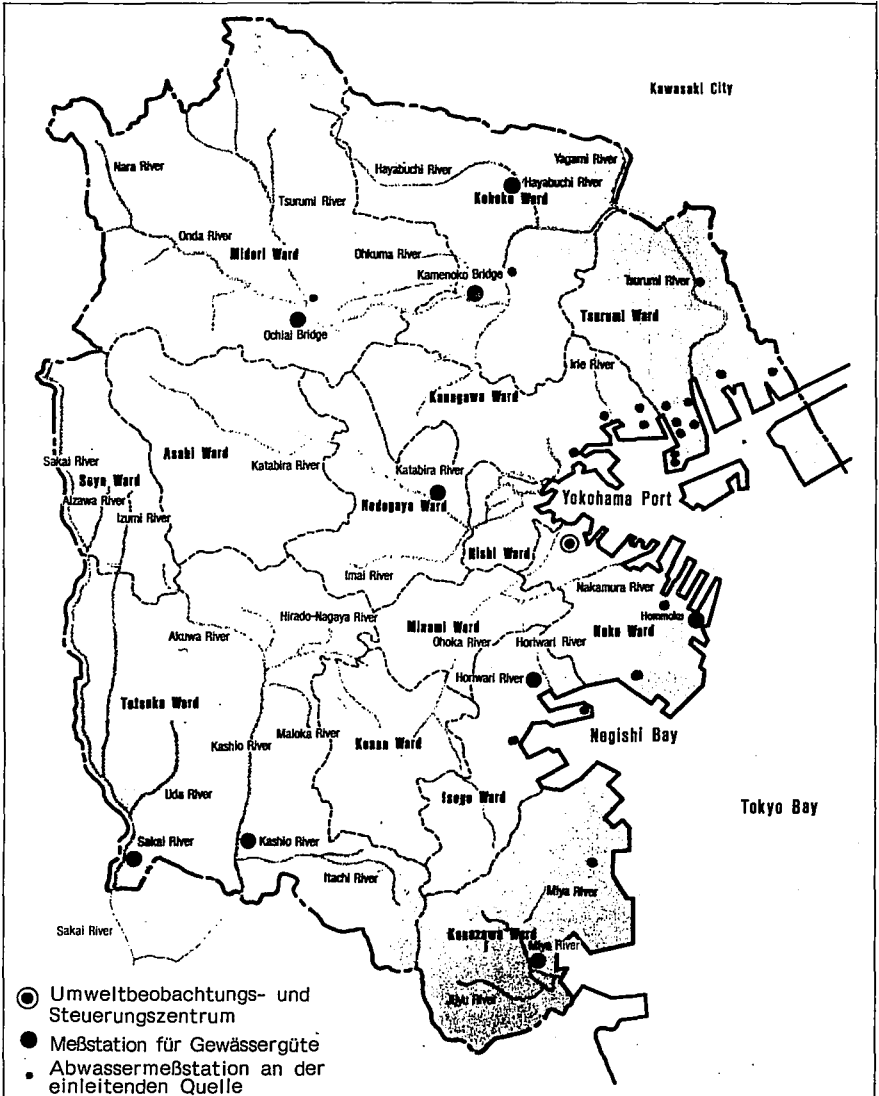 Kawasaki City
Nara River
Hayabuchi River
Yagami River
Hayabuchi River
Kohoku Ward
Tsurumi River
Onda River
Midori Ward
Ohkuma River
Kamenoko Bridge
Tsurumi River
Tsurumi Ward
Ochiai Bridge
Irie River
Kanagawa Ward
Asahi Ward
Sakai River
Katabira River
Katabira River
Aizawa River
Izumi River
Yokohama Port
Nishi Ward
Imai River
Nakamura River
Hirado-Nagaya River
Minami Ward
Honmoku
Naka Ward
Akuwa River
Ohoka River
Horiwari River
Horiwari River
Totsuka Ward
Maioka River
Konan Ward
Kashio River
Negishi Bay
Uda River
Isogo Ward
Tokyo Bay
Sakai River
Kashio River
Itachi River
Miya River
Sakai River
Kanazawa Ward
Miya River
Umweltbeobachtungs- und
Steuerungszentrum
Meßstation für Gewässergüte
Abwassermeßstation an der
einleitenden Quelle